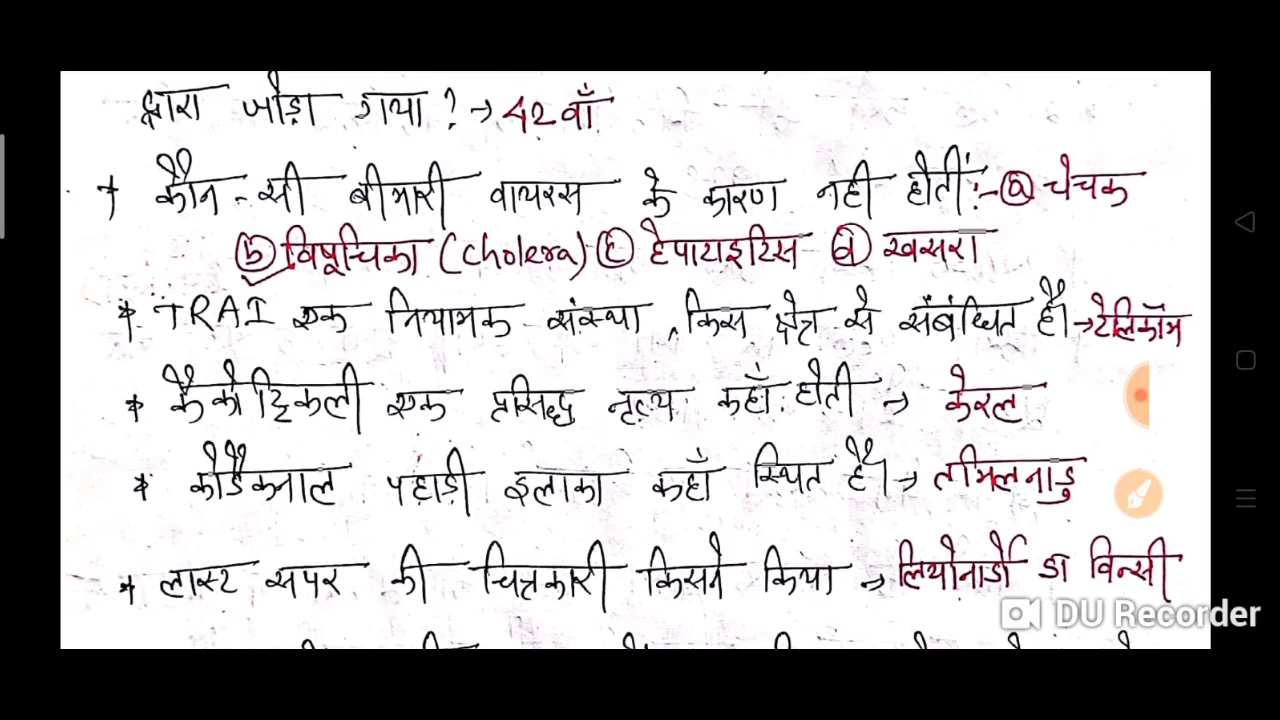 द्वारा जोड़ा गया? → 42वाँ
कौन-सी बीमारी वायरस के कारण नही होती :- ⓐ चेचक
ⓑ विषूचिका (cholera) ⓒ हेपाटाइटिस ⓓ खसरा
* TRAI एक नियामक संस्था, किस क्षेत्र से संबंधित है। → टेलिकॉम
* कैकोट्टिकली एक प्रसिद्ध नृत्य कहाँ होती → केरल
* कोडैकनाल पहाड़ी इलाका कहाँ स्थित है। → तमिलनाडु
* लास्ट सपर की चित्रकारी किसने किया → लियोनार्डो डा विन्सी
DU Recorder